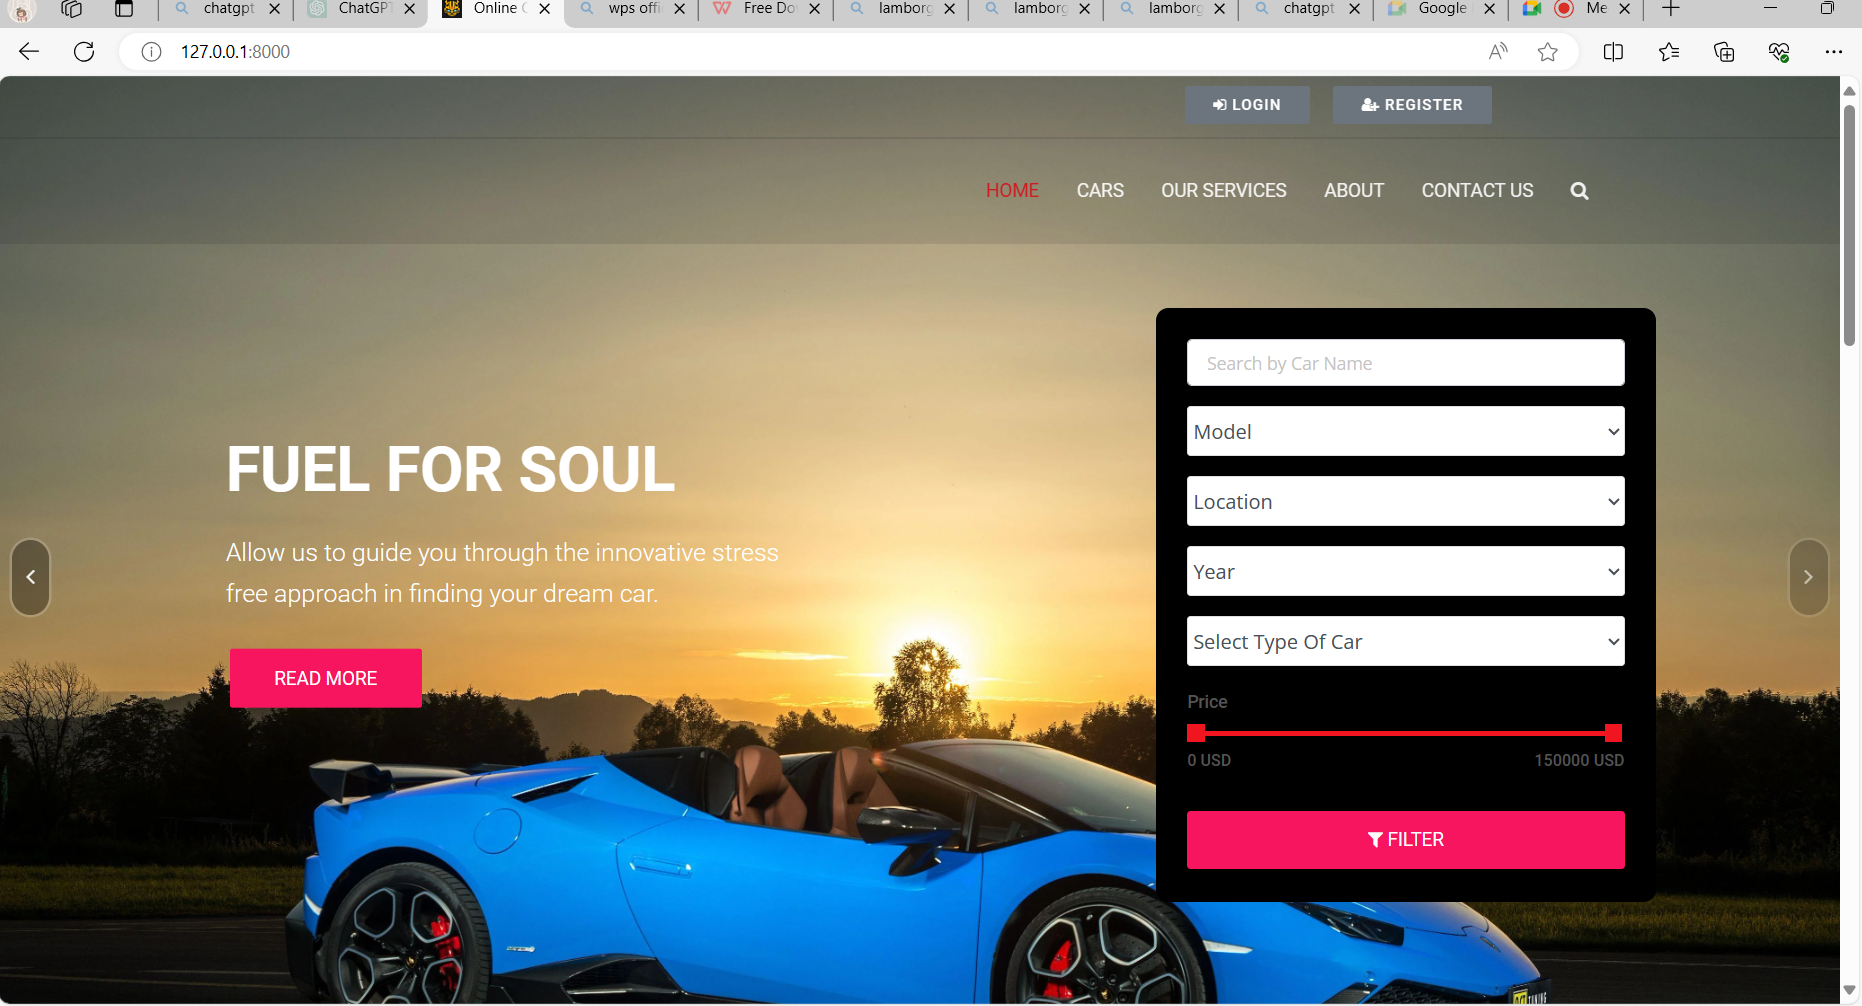 chatgpt
ChatGP
Online
wps offi
Free Do
lamborg
lamborg
lamborg
chatgpt
Google
Me
127.0.0.1:8000
LOGIN
REGISTER
HOME
CARS
OUR SERVICES
ABOUT
CONTACT US
Search by Car Name
Model
Location
Year
Select Type Of Car
Price
0 USD
150000 USD
FILTER
FUEL FOR SOUL
Allow us to guide you through the innovative stress
free approach in finding your dream car.
READ MORE